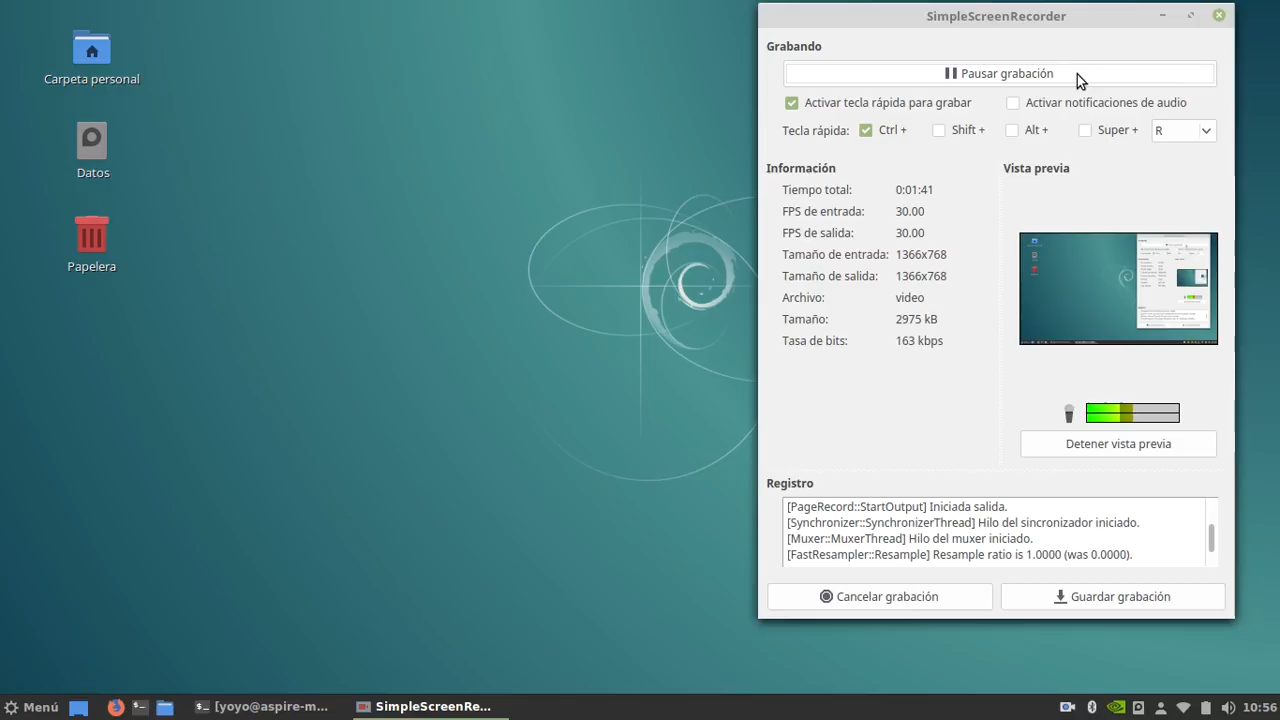 Carpeta personal
Datos
Papelera
SimpleScreenRecorder
Grabando
Pausar grabación
Activar tecla rápida para grabar
Activar notificaciones de audio
Tecla rápida: Ctrl + Shift + Alt + Super + R
Información
Tiempo total: 0:01:41
FPS de entrada: 30.00
FPS de salida: 30.00
Tamaño de entrada: 1366x768
Tamaño de salida: 1366x768
Archivo: video
Tamaño: 2975 kB
Tasa de bits: 163 kbps
Vista previa
Detener vista previa
Registro
[PageRecord::StartOutput] Iniciada salida.
[Synchronizer::SynchronizerThread] Hilo del sincronizador iniciado.
[Muxer::MuxerThread] Hilo del muxer iniciado.
[FastResampler::Resample] Resample ratio is 1.0000 (was 0.0000).
Cancelar grabación
Guardar grabación
Menú
[yoyo@aspire-m...
SimpleScreenRe...
10:56